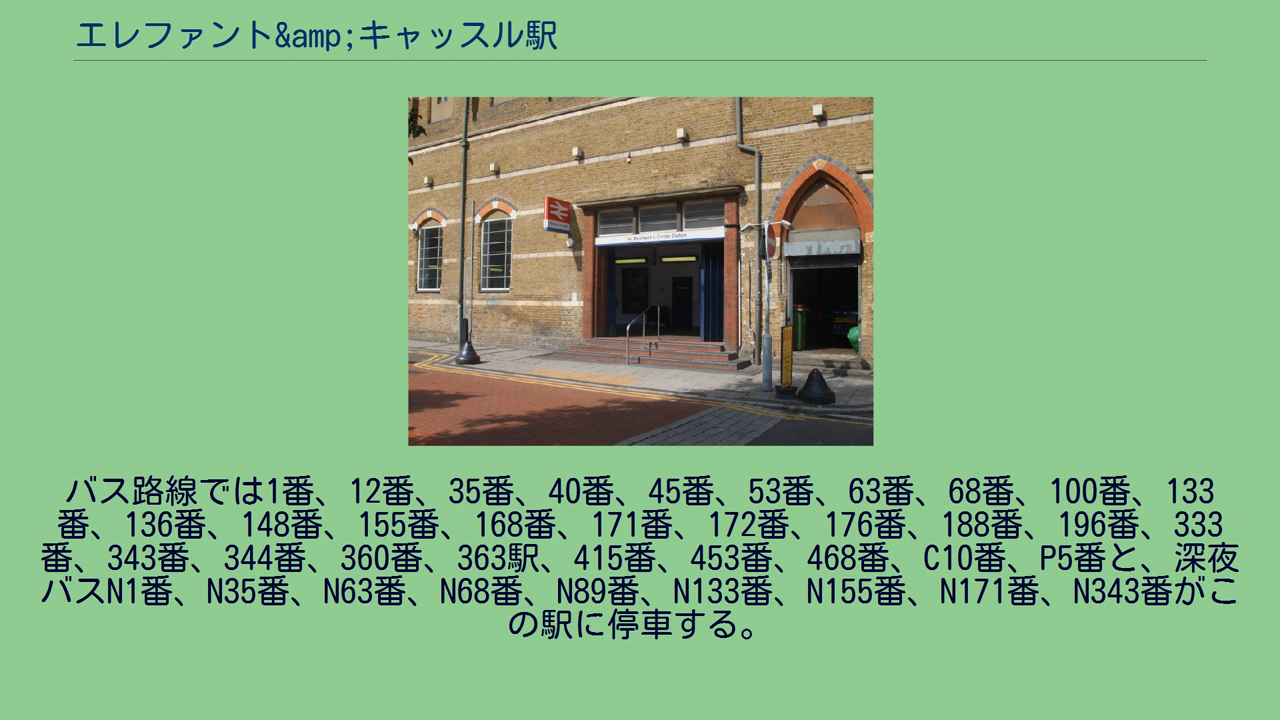 エレファント&amp;キャッスル駅
Elephant & Castle Station
バス路線では1番、12番、35番、40番、45番、53番、63番、68番、100番、133
番、136番、148番、155番、168番、171番、172番、176番、188番、196番、333
番、343番、344番、360番、363駅、415番、453番、468番、C10番、P5番と、深夜
バスN1番、N35番、N63番、N68番、N89番、N133番、N155番、N171番、N343番がこ
の駅に停車する。